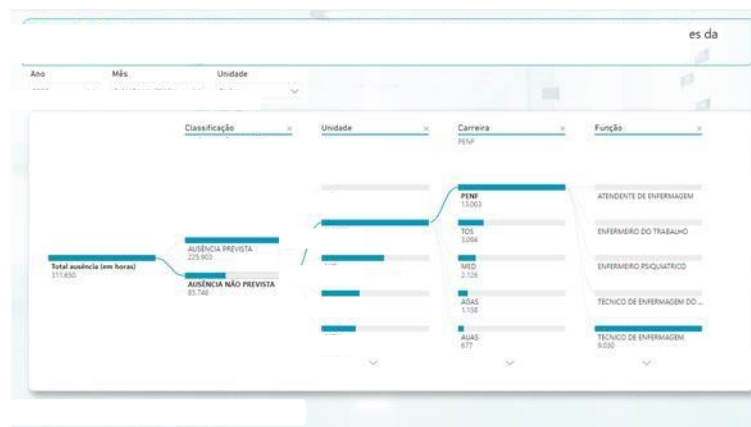 es da
Ano Mês Unidade
Classificação Unidade Carreira Função
PENF
PENF
13.003
ATENDENTE DE ENFERMAGEM
TOS
3.094
ENFERMEIRO DO TRABALHO
AUSÊNCIA PREVISTA
225.903
Total ausência (em horas)
311.650
MED
2.126
ENFERMEIRO PSIQUIATRICO
AUSÊNCIA NÃO PREVISTA
85.748
AGAS
1.158
TECNICO DE ENFERMAGEM DO ...
AUAS
677
TECNICO DE ENFERMAGEM
9.030